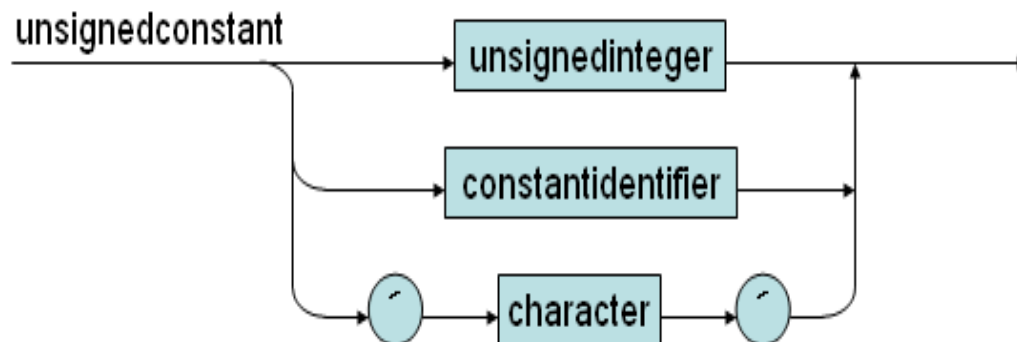 unsignedconstant
unsignedinteger
constantidentifier
´ character ´